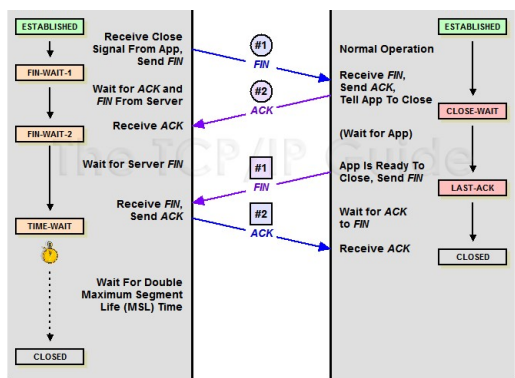 ESTABLISHED
Receive Close
Signal From App,
Send FIN
#1
FIN
ESTABLISHED
Normal Operation
FIN-WAIT-1
Wait for ACK and
FIN From Server
#2
ACK
Receive FIN,
Send ACK,
Tell App To Close
CLOSE-WAIT
FIN-WAIT-2
Receive ACK
(Wait for App)
The TCP/IP Guide
Wait for Server FIN
#1
FIN
App Is Ready To
Close, Send FIN
LAST-ACK
TIME-WAIT
Receive FIN,
Send ACK
#2
ACK
Wait for ACK
to FIN
Receive ACK
CLOSED
Wait For Double
Maximum Segment
Life (MSL) Time
CLOSED